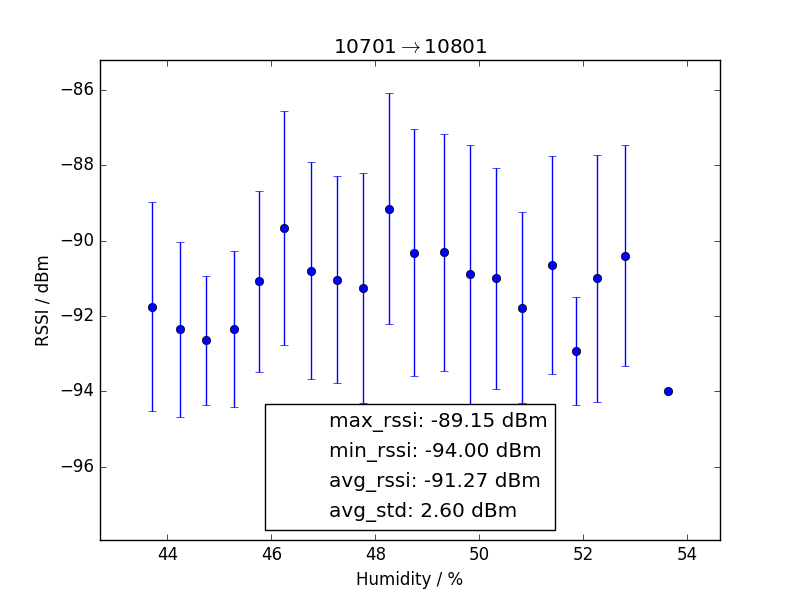 10701→10801
−86
−88
−90
−92
−94
−96
RSSI / dBm
max_rssi: -89.15 dBm
min_rssi: -94.00 dBm
avg_rssi: -91.27 dBm
avg_std: 2.60 dBm
44 46 48 50 52 54
Humidity / %